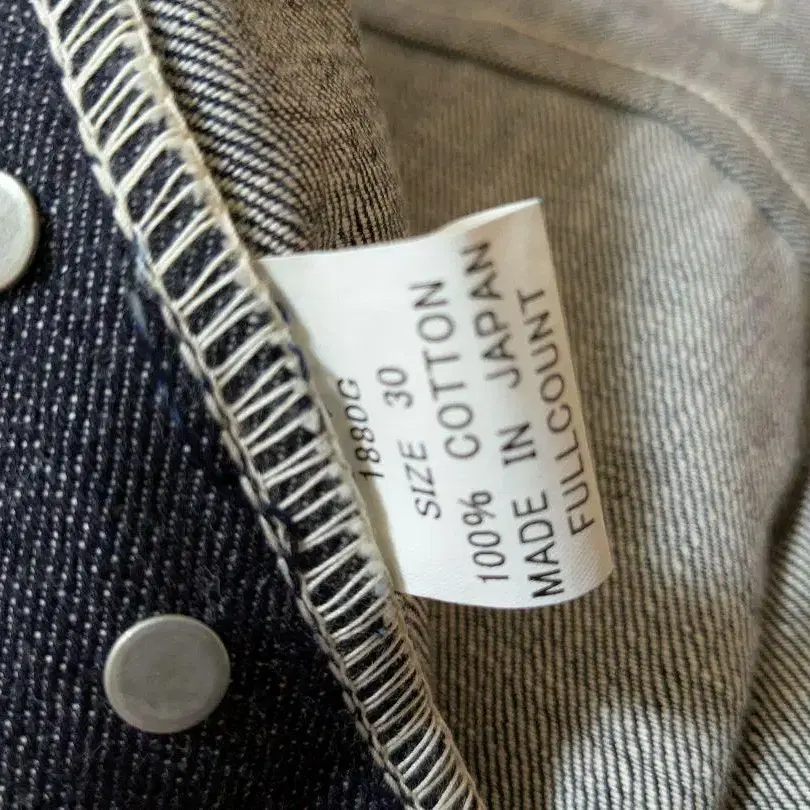 1880G
SIZE 30
100% COTTON
MADE IN JAPAN
FULLCOUNT